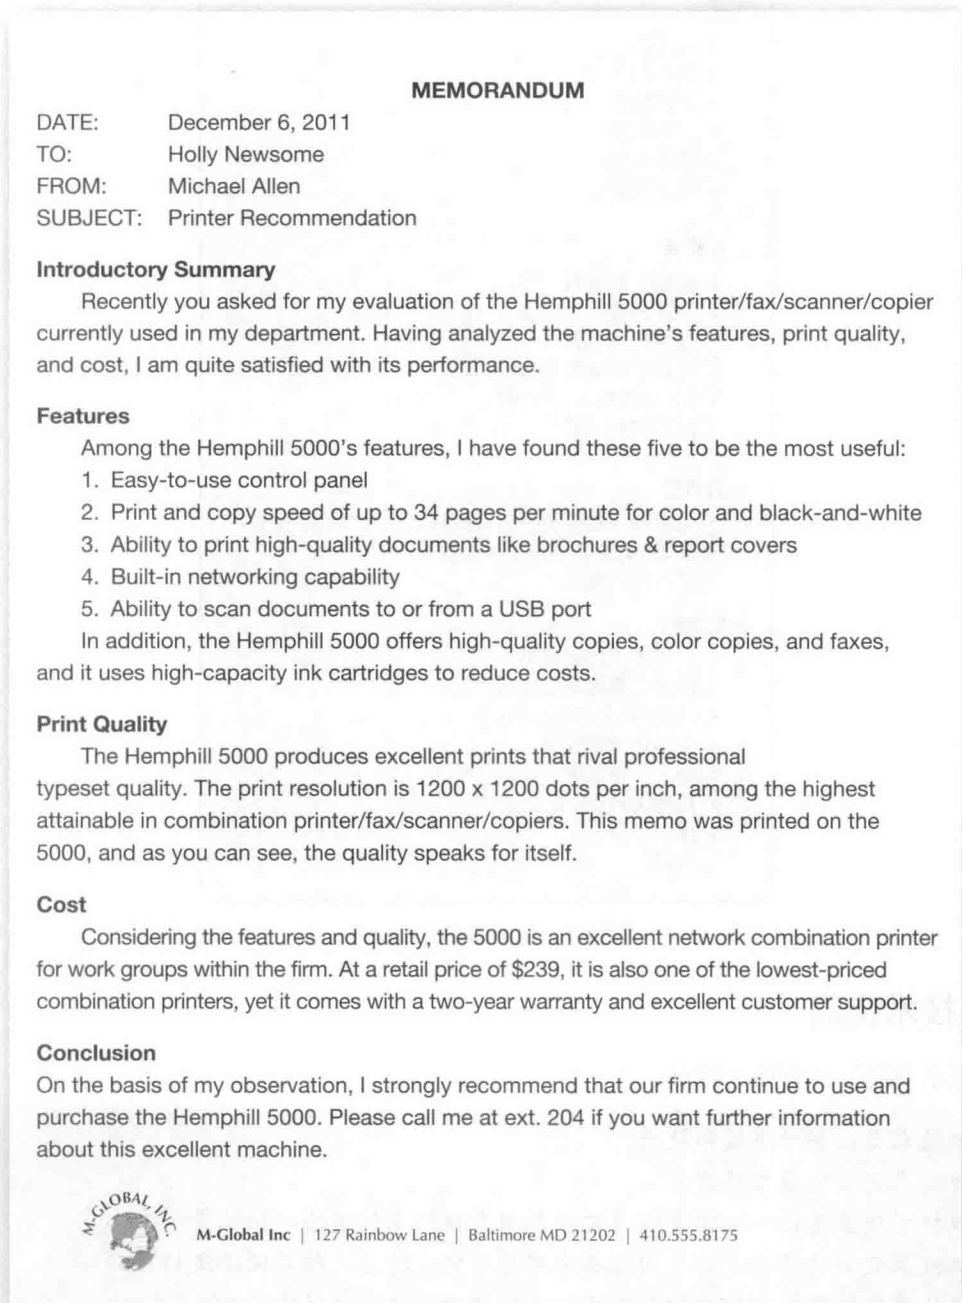 MEMORANDUM
DATE: December 6, 2011
TO: Holly Newsome
FROM: Michael Allen
SUBJECT: Printer Recommendation
Introductory Summary
Recently you asked for my evaluation of the Hemphill 5000 printer/fax/scanner/copier
currently used in my department. Having analyzed the machine's features, print quality,
and cost, I am quite satisfied with its performance.
Features
Among the Hemphill 5000's features, I have found these five to be the most useful:
1. Easy-to-use control panel
2. Print and copy speed of up to 34 pages per minute for color and black-and-white
3. Ability to print high-quality documents like brochures & report covers
4. Built-in networking capability
5. Ability to scan documents to or from a USB port
In addition, the Hemphill 5000 offers high-quality copies, color copies, and faxes,
and it uses high-capacity ink cartridges to reduce costs.
Print Quality
The Hemphill 5000 produces excellent prints that rival professional
typeset quality. The print resolution is 1200 x 1200 dots per inch, among the highest
attainable in combination printer/fax/scanner/copiers. This memo was printed on the
5000, and as you can see, the quality speaks for itself.
Cost
Considering the features and quality, the 5000 is an excellent network combination printer
for work groups within the firm. At a retail price of $239, it is also one of the lowest-priced
combination printers, yet it comes with a two-year warranty and excellent customer support.
Conclusion
On the basis of my observation, I strongly recommend that our firm continue to use and
purchase the Hemphill 5000. Please call me at ext. 204 if you want further information
about this excellent machine.
M-GLOBAL, INC.
M-Global Inc | 127 Rainbow Lane | Baltimore MD 21202 | 410.555.8175